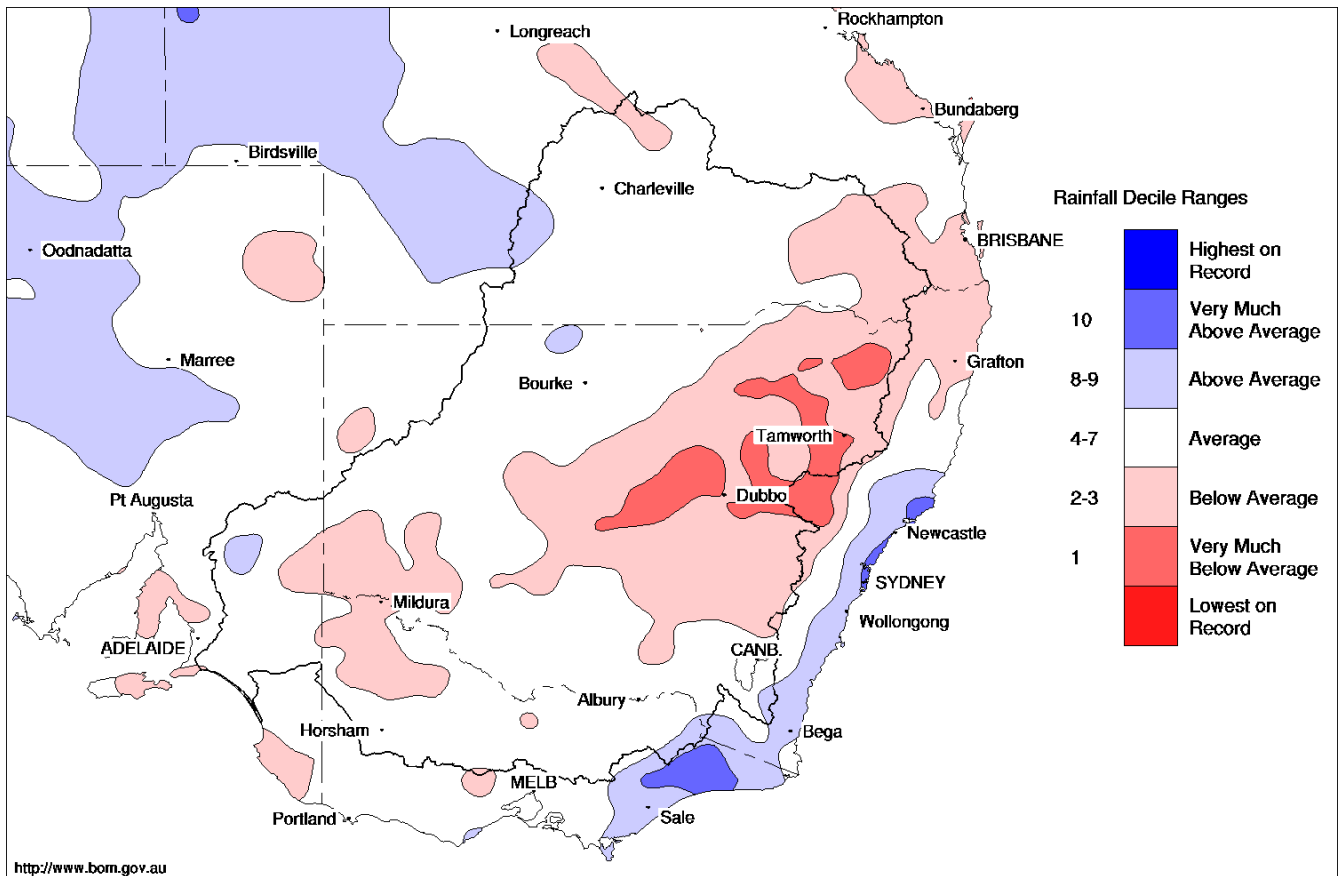 Rockhampton
Longreach
Bundaberg
Birdsville
Charleville
Rainfall Decile Ranges
BRISBANE
Oodnadatta
Highest on
Record
10
Very Much
Above Average
Marree
Grafton
Bourke
8-9
Above Average
Tamworth
4-7
Average
Pt Augusta
Dubbo
2-3
Below Average
Newcastle
1
Very Much
Below Average
SYDNEY
Mildura
Lowest on
Record
Wollongong
ADELAIDE
CANB.
Albury
Horsham
Bega
MELB
Portland
Sale
http://www.bom.gov.au